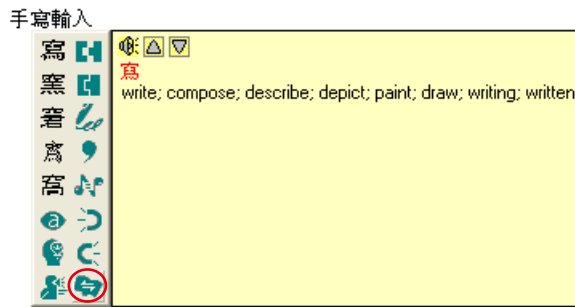 手寫輸入
寫
寫
窯
write; compose; describe; depict; paint; draw; writing; written
窘
寫
窩
a